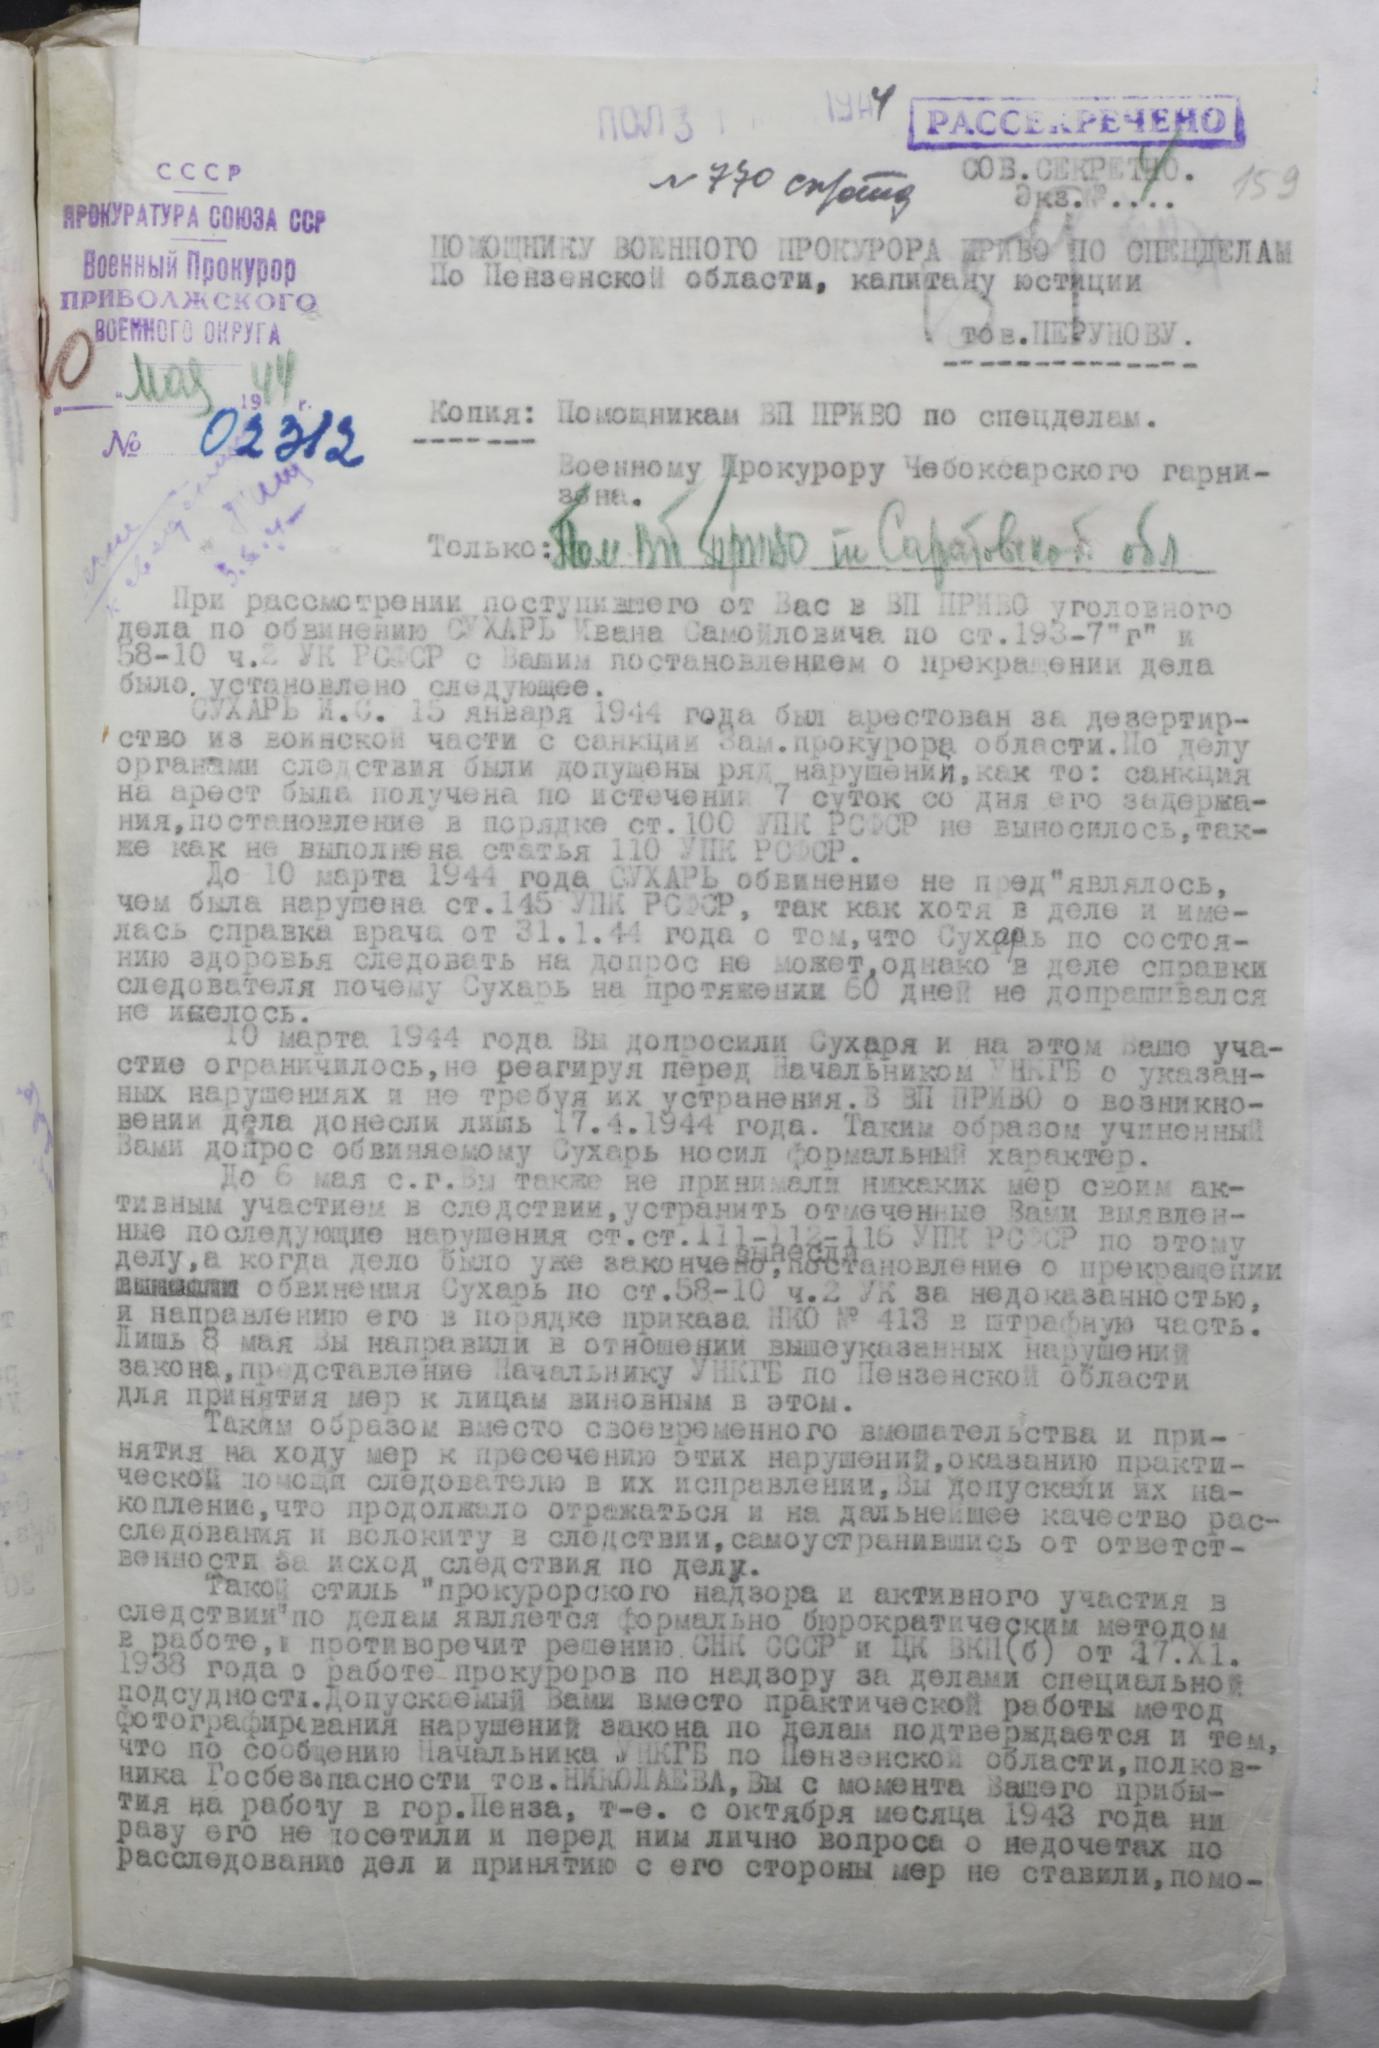 ПОЛ 3 1 1944
РАССЕКРЕЧЕНО
СОВ.СЕКРЕТНО.
Экз.№....
159
№ 770
СССР
ПРОКУРАТУРА СОЮЗА ССР
Военный Прокурор
ПРИВОЛЖСКОГО
ВОЕННОГО ОКРУГА
мая 1944 г.
№ 02312
ПОМОЩНИКУ ВОЕННОГО ПРОКУРОРА ПРИВО ПО СПЕЦДЕЛАМ
По Пензенской области, капитану юстиции
тов.ПЕРУНОВУ.
Копия: Помощникам ВП ПРИВО по спецделам.
Военному Прокурору Чебоксарского гарни-
зона.
Только: Пом ВП приво по Саратовской обл
При рассмотрении поступившего от Вас в ВП ПРИВО уголовного
дела по обвинению СУХАРЬ Ивана Самойловича по ст.193-7"г" и
58-10 ч.2 УК РСФСР с Вашим постановлением о прекращении дела
было установлено следующее.
СУХАРЬ И.С. 15 января 1944 года был арестован за дезертир-
ство из воинской части с санкции Зам.прокурора области.По делу
органами следствия были допущены ряд нарушений,как то: санкция
на арест была получена по истечении 7 суток со дня его задержа-
ния,постановление в порядке ст.100 УПК РСФСР не выносилось,так-
же как не выполнена статья 110 УПК РСФСР.
До 10 марта 1944 года СУХАРЬ обвинение не пред"являлось,
чем была нарушена ст.145 УПК РСФСР, так как хотя в деле и име-
лась справка врача от 31.1.44 года о том,что Сухарь по состоя-
нию здоровья следовать на допрос не может,однако в деле справки
следователя почему Сухарь на протяжении 60 дней не допрашивался
не имелось.
10 марта 1944 года Вы допросили Сухаря и на этом Ваше уча-
стие ограничилось,не реагируя перед Начальником УНКГБ о указан-
ных нарушениях и не требуя их устранения.В ВП ПРИВО о возникно-
вении дела донесли лишь 17.4.1944 года. Таким образом учиненный
Вами допрос обвиняемому Сухарь носил формальный характер.
До 6 мая с.г.Вы также не принимали никаких мер своим ак-
тивным участием в следствии,устранить отмеченные Вами выявлен-
ные последующие нарушения ст.ст.111-112-116 УПК РСФСР по этому
делу,а когда дело было уже закончено,вынесли постановление о прекращении
обвинения Сухарь по ст.58-10 ч.2 УК за недоказанностью,
и направлению его в порядке приказа НКО № 413 в штрафную часть.
Лишь 8 мая Вы направили в отношении вышеуказанных нарушений
закона,представление Начальнику УНКГБ по Пензенской области
для принятия мер к лицам виновным в этом.
Таким образом вместо своевременного вмешательства и при-
нятия на ходу мер к пресечению этих нарушений,оказанию практи-
ческой помощи следователю в их исправлении,Вы допускали их на-
копление,что продолжало отражаться и на дальнейшее качество рас-
следования и волокиту в следствии,самоустранившись от ответст-
венности за исход следствия по делу.
Такой стиль "прокурорского надзора и активного участия в
следствии"по делам является формально бюрократическим методом
в работе,и противоречит решению СНК СССР и ЦК ВКП(б) от 17.X1.
1938 года о работе прокуроров по надзору за делами специальной
подсудности.Допускаемый Вами вместо практической работы метод
фотографирования нарушений закона по делам подтверждается и тем,
что по сообщению Начальника УНКГБ по Пензенской области,полков-
ника Госбезопасности тов.НИКОЛАЕВА,Вы с момента Вашего прибы-
тия на работу в гор.Пенза, т-е. с октября месяца 1943 года ни
разу его не посетили и перед ним лично вопроса о недочетах по
расследованию дел и принятию с его стороны мер не ставили,помо-